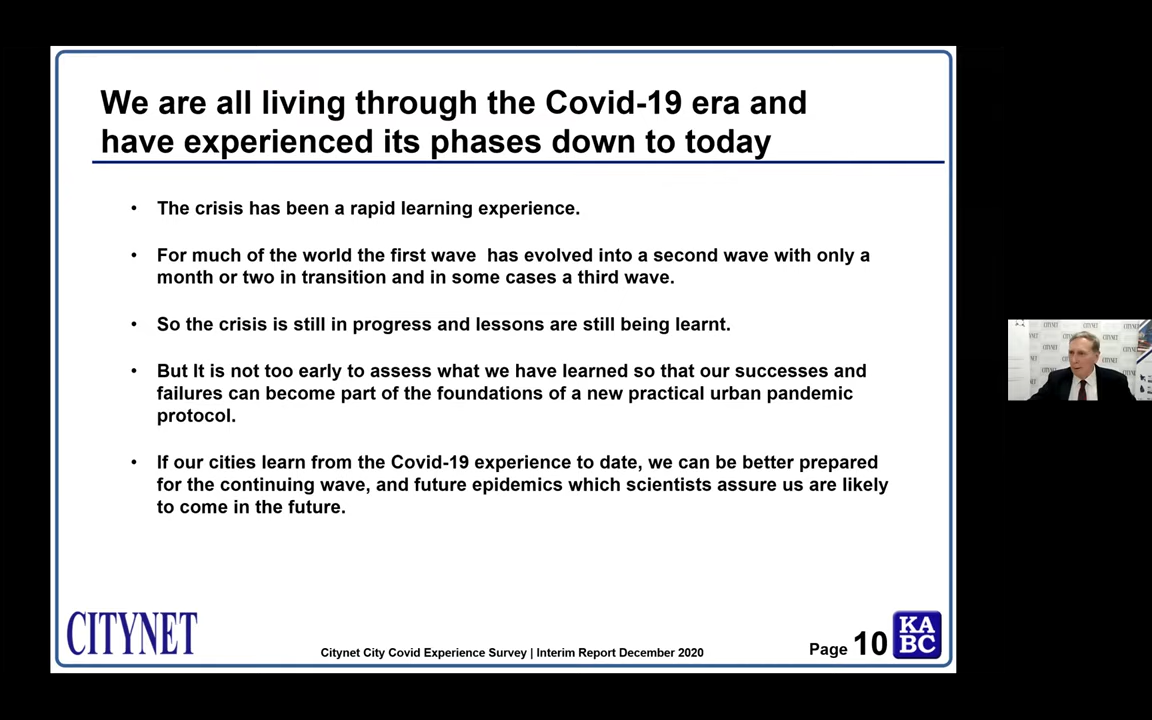 We are all living through the Covid-19 era and
have experienced its phases down to today
• The crisis has been a rapid learning experience.
• For much of the world the first wave  has evolved into a second wave with only a
month or two in transition and in some cases a third wave.
• So the crisis is still in progress and lessons are still being learnt.
• But It is not too early to assess what we have learned so that our successes and
failures can become part of the foundations of a new practical urban pandemic
protocol.
• If our cities learn from the Covid-19 experience to date, we can be better prepared
for the continuing wave, and future epidemics which scientists assure us are likely
to come in the future.
CITYNET
Citynet City Covid Experience Survey | Interim Report December 2020
Page 10
KA
BC